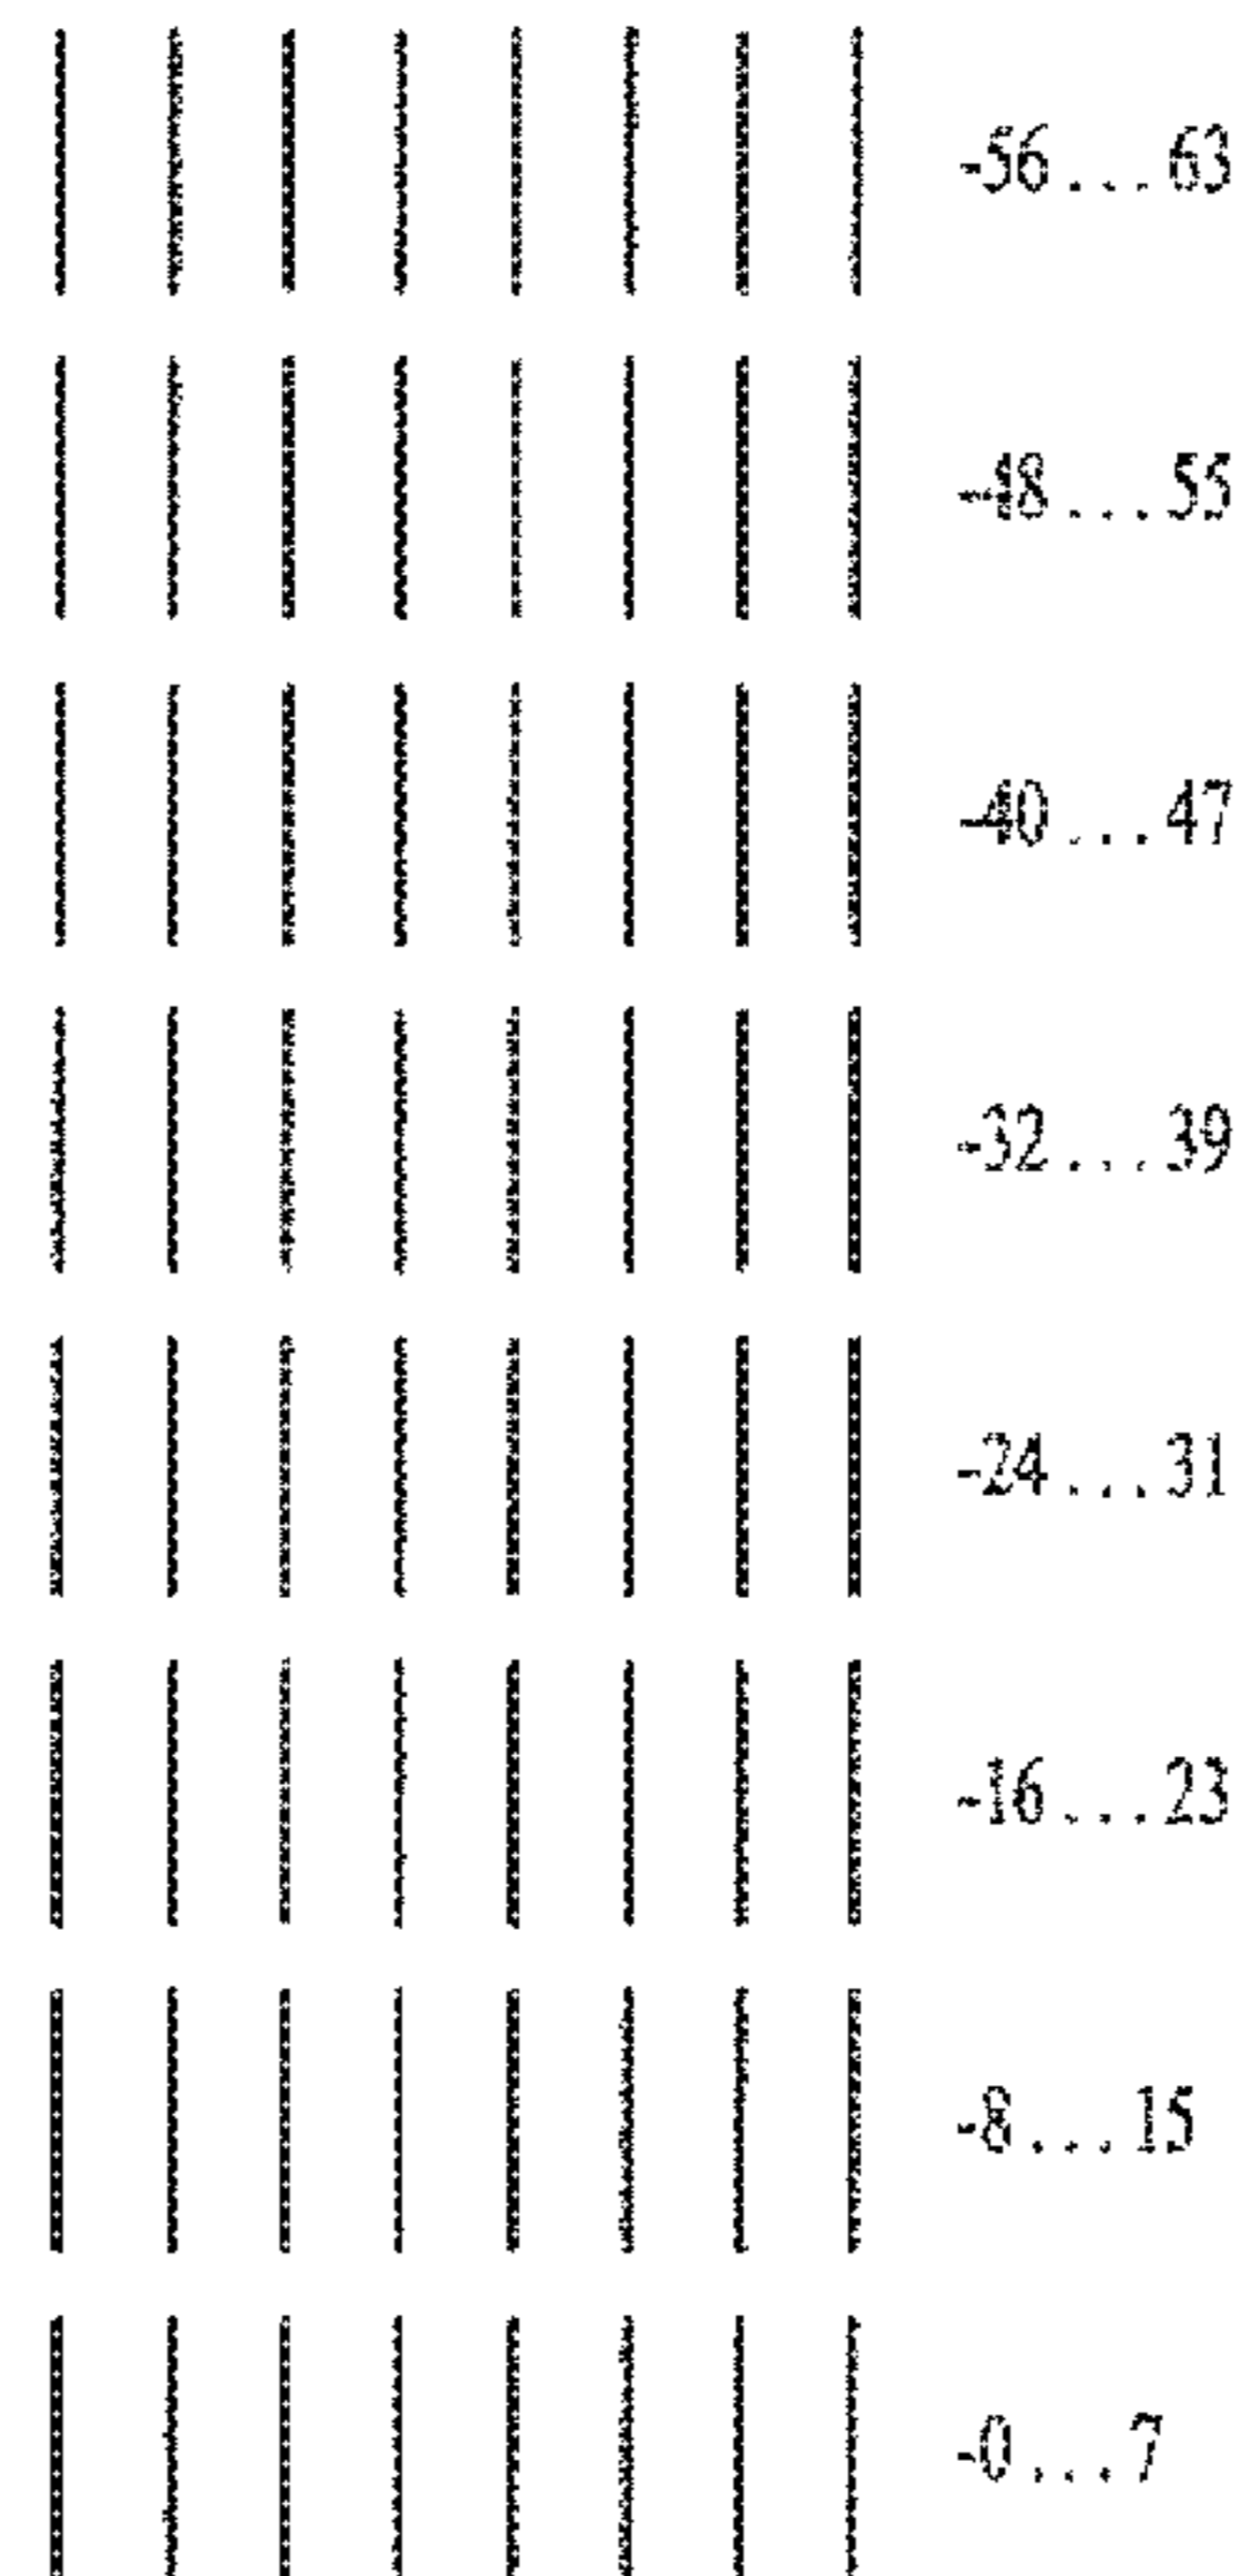 -56 . . . 63
-48 . . . 55
-40 . . . 47
-32 . . . 39
-24 . . . 31
-16 . . . 23
-8 . . . 15
-0 . . . 7